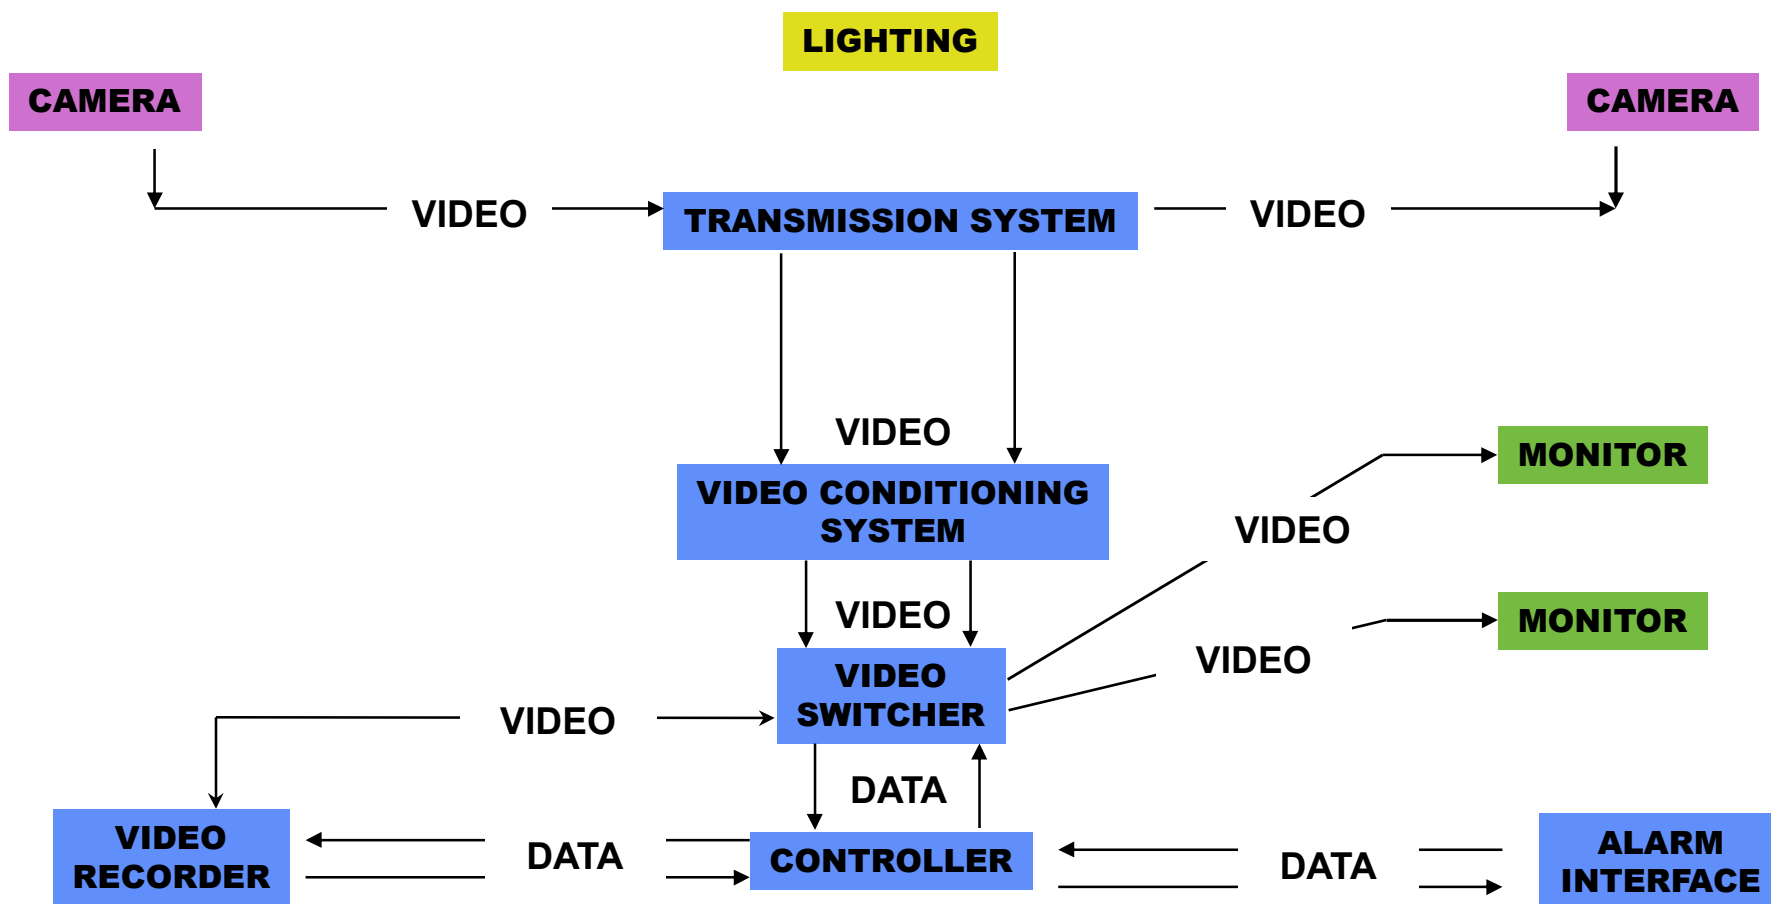 LIGHTING
CAMERA
CAMERA
VIDEO
TRANSMISSION SYSTEM
VIDEO
VIDEO
MONITOR
VIDEO CONDITIONING
SYSTEM
VIDEO
VIDEO
MONITOR
VIDEO
VIDEO
SWITCHER
VIDEO
DATA
VIDEO
RECORDER
DATA
CONTROLLER
DATA
ALARM
INTERFACE